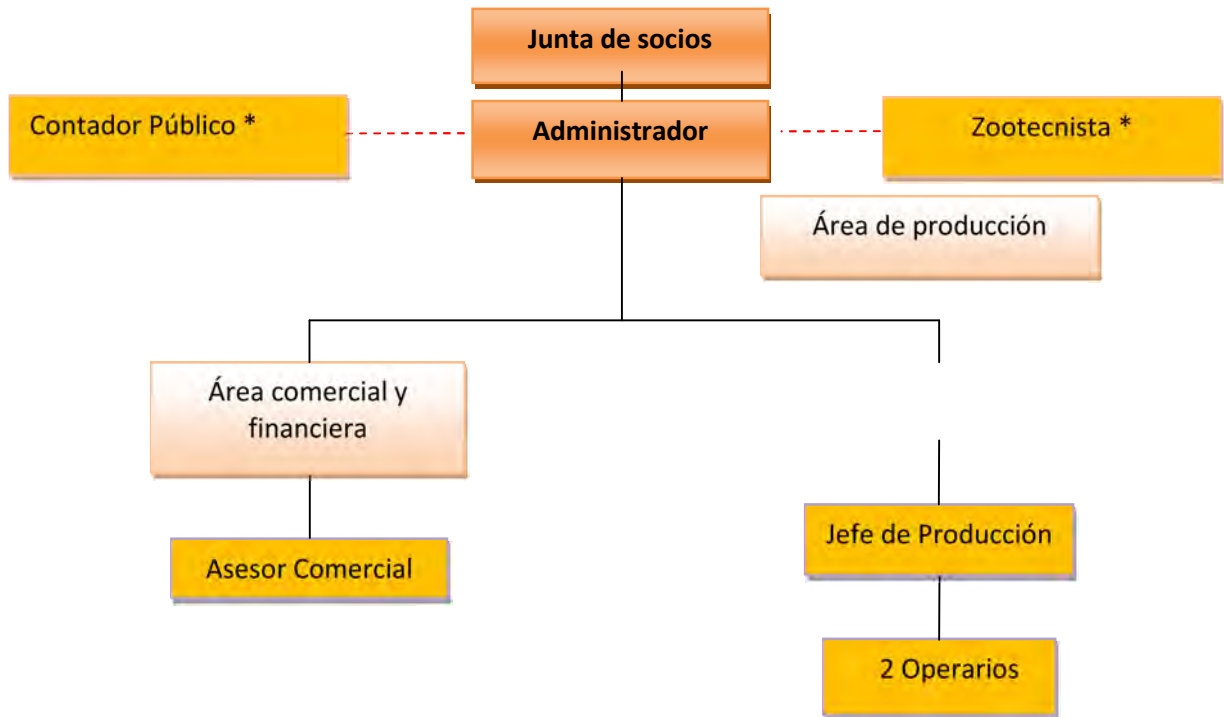 Junta de socios
Contador Público *
Administrador
Zootecnista *
Área de producción
Área comercial y
financiera
Jefe de Producción
Asesor Comercial
2 Operarios